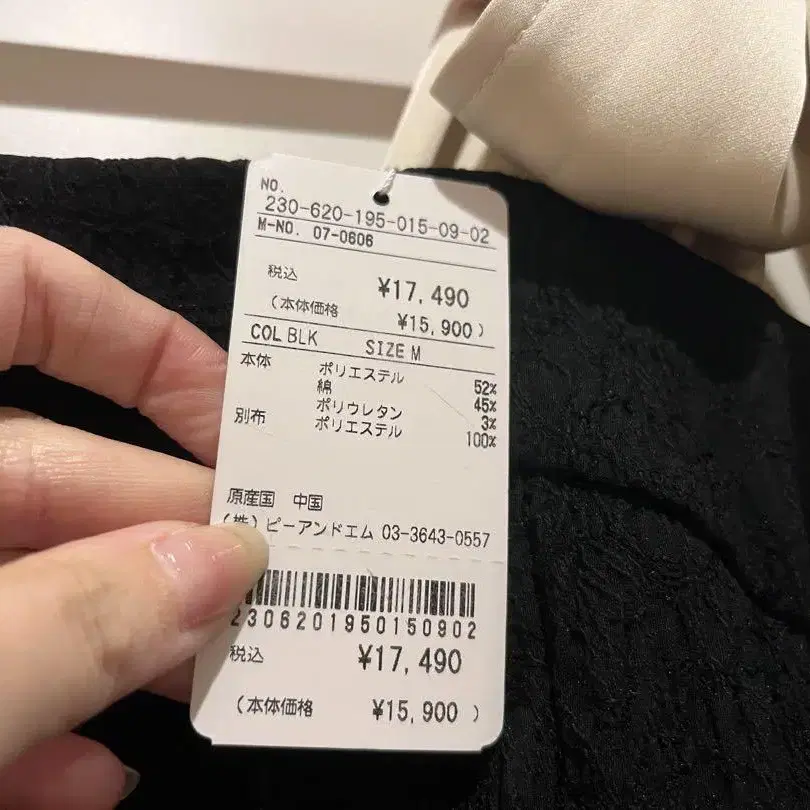 NO.
230-620-195-015-09-02
M-NO. 07-0606
税込 ¥17,490
(本体価格 ¥15,900)
COL BLK SIZE M
本体 ポリエステル 52%
綿 45%
ポリウレタン 3%
別布 ポリエステル 100%
原産国 中国
(株)ピーアンドエム 03-3643-0557
2306201950150902
税込 ¥17,490
(本体価格 ¥15,900)